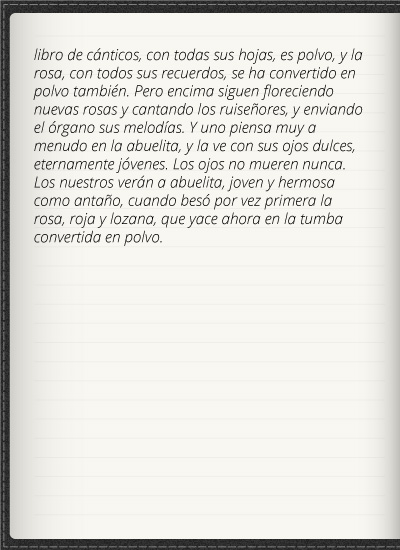 libro de cánticos, con todas sus hojas, es polvo, y la
rosa, con todos sus recuerdos, se ha convertido en
polvo también. Pero encima siguen floreciendo
nuevas rosas y cantando los ruiseñores, y enviando
el órgano sus melodías. Y uno piensa muy a
menudo en la abuelita, y la ve con sus ojos dulces,
eternamente jóvenes. Los ojos no mueren nunca.
Los nuestros verán a abuelita, joven y hermosa
como antaño, cuando besó por vez primera la
rosa, roja y lozana, que yace ahora en la tumba
convertida en polvo.